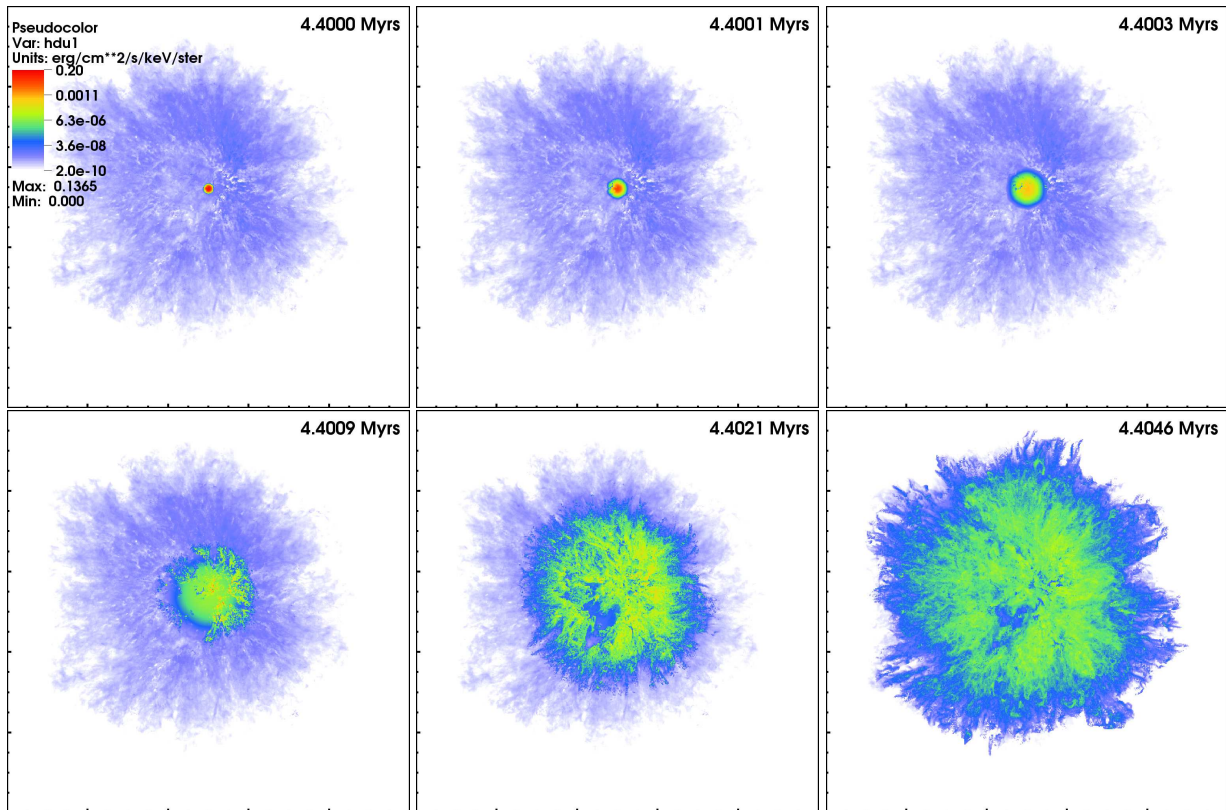 4.4000 Myrs
4.4001 Myrs
4.4003 Myrs
Pseudocolor
Var: hdu1
Units: erg/cm**2/s/keV/ster
0.20
0.0011
6.3e-06
3.6e-08
2.0e-10
Max: 0.1365
Min: 0.000
4.4009 Myrs
4.4021 Myrs
4.4046 Myrs